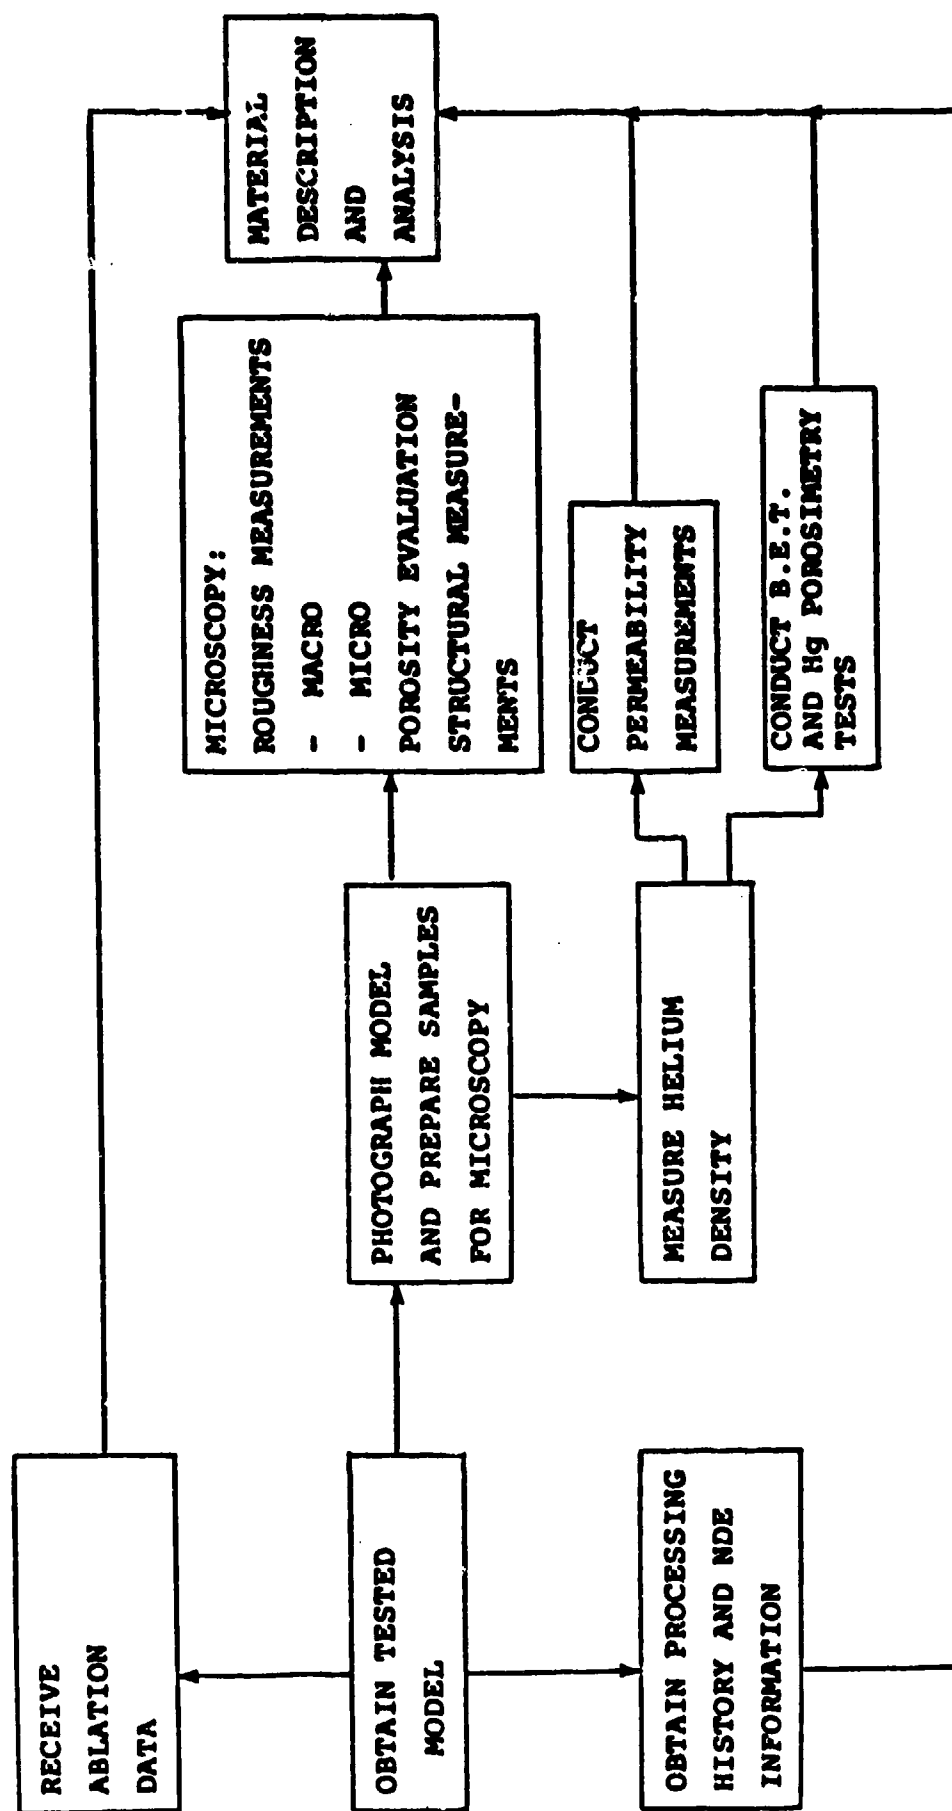 RECEIVE
ABLATION
DATA
OBTAIN TESTED
MODEL
OBTAIN PROCESSING
HISTORY AND NDE
INFORMATION
PHOTOGRAPH MODEL
AND PREPARE SAMPLES
FOR MICROSCOPY
MEASURE HELIUM
DENSITY
MICROSCOPY:
ROUGHNESS MEASUREMENTS
- MACRO
- MICRO
POROSITY EVALUATION
STRUCTURAL MEASURE-
MENTS
CONDUCT
PERMEABILITY
MEASUREMENTS
CONDUCT B.E.T.
AND Hg POROSIMETRY
TESTS
MATERIAL
DESCRIPTION
AND
ANALYSIS